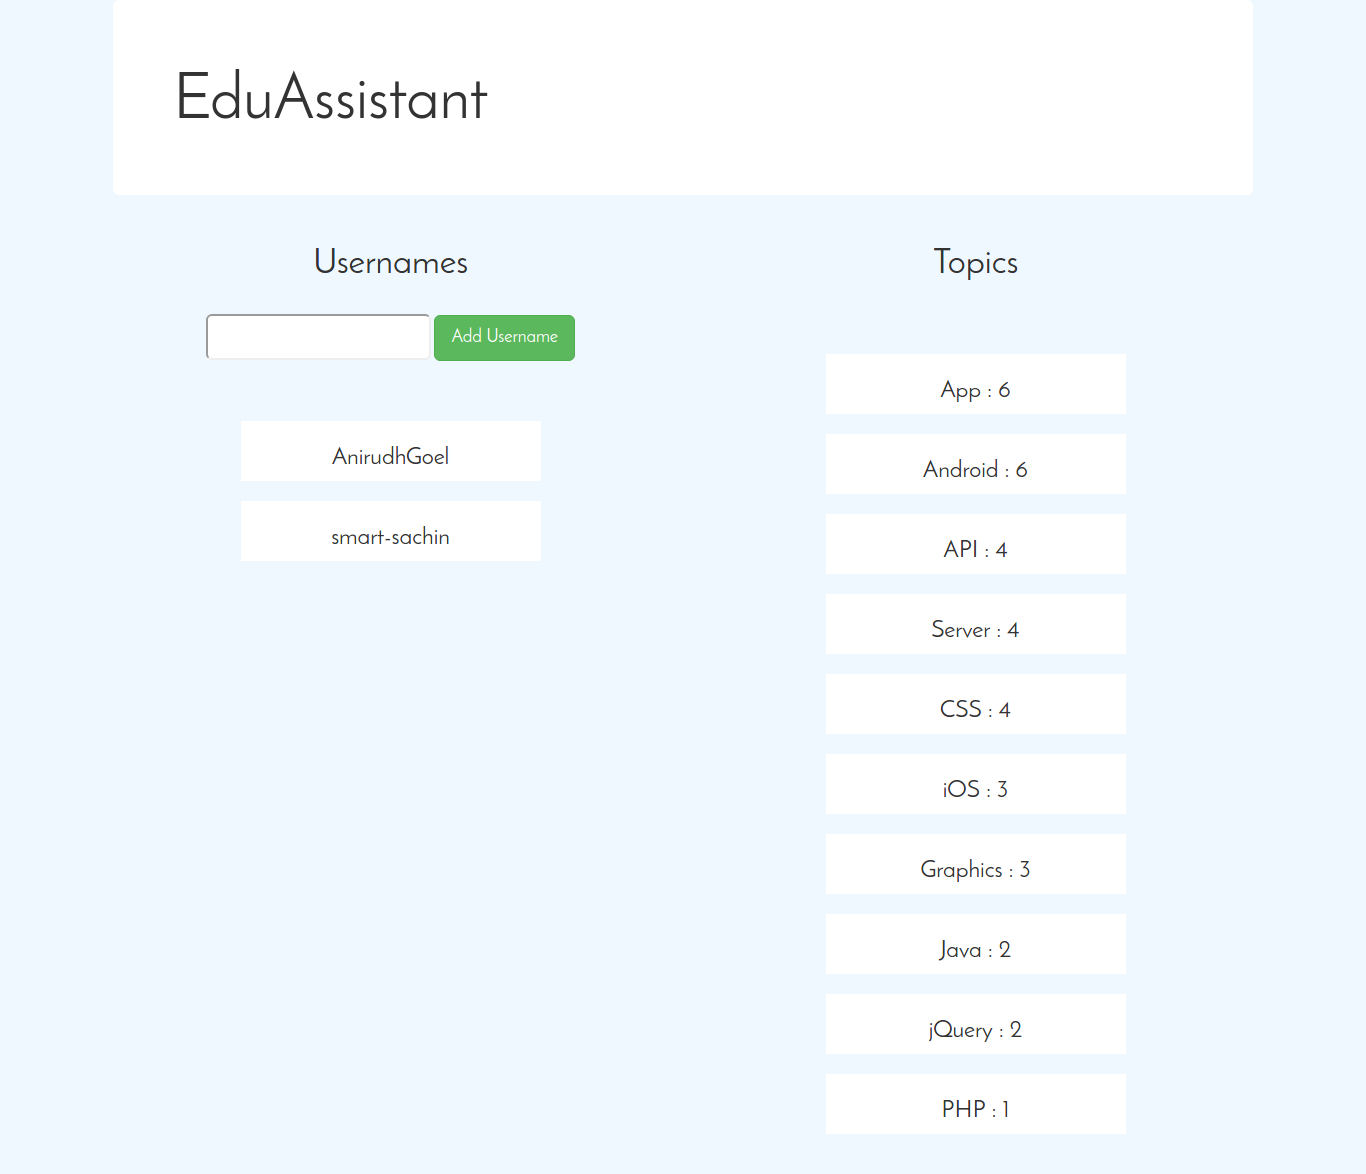 EduAssistant
Usernames
Add Username
AnirudhGoel
smart-sachin
Topics
App : 6
Android : 6
API : 4
Server : 4
CSS : 4
iOS : 3
Graphics : 3
Java : 2
jQuery : 2
PHP : 1